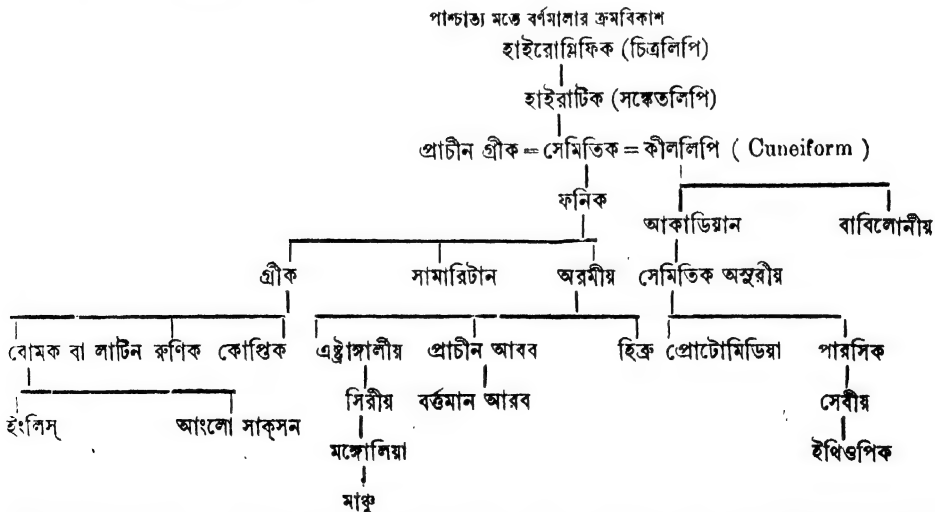 পাশ্চাত্য মতে বর্ণমালার ক্রমবিকাশ
হাইরোগ্লিফিক (চিত্রলিপি)
হাইরাটিক (সঙ্কেতলিপি)
প্রাচীন গ্রীক = সেমিতিক = কীললিপি ( Cuneiform )
ফনিক
আকাডিয়ান বাবিলোনীয়
গ্রীক সামারিটান অরমীয় সেমিতিক অসুরীয়
রোমক বা লাটিন রুণিক কোপ্তিক এষ্ট্রাঙ্গালীয় প্রাচীন আরব হিব্রু প্রোটোমিডিয়া পারসিক
সিরীয় বর্ত্তমান আরব সেবীয়
ইংলিস্ আংলো সাক্‌সন
মঙ্গোলিয়া ইথিওপিক
মাঞ্চু